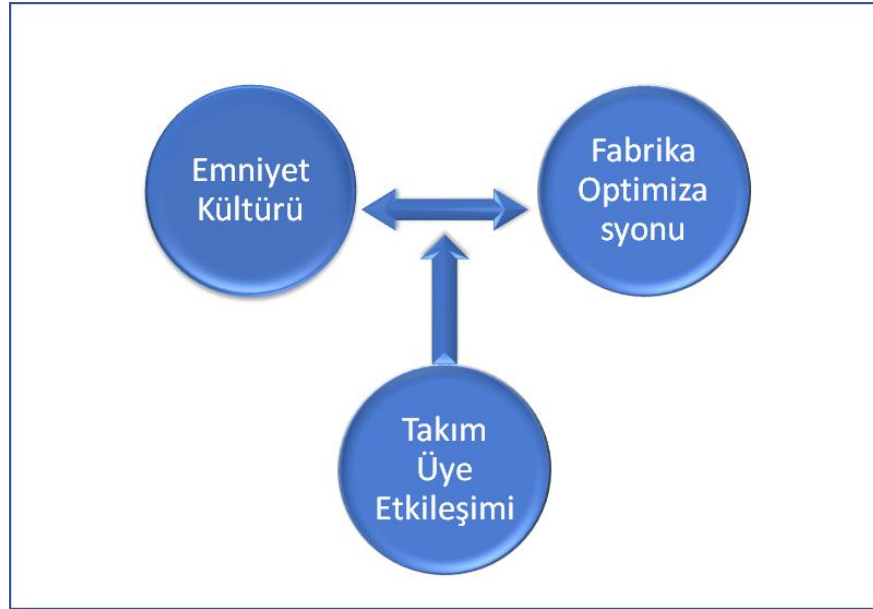 Emniyet
Kültürü
Fabrika
Optimiza
syonu
Takım
Üye
Etkileşimi